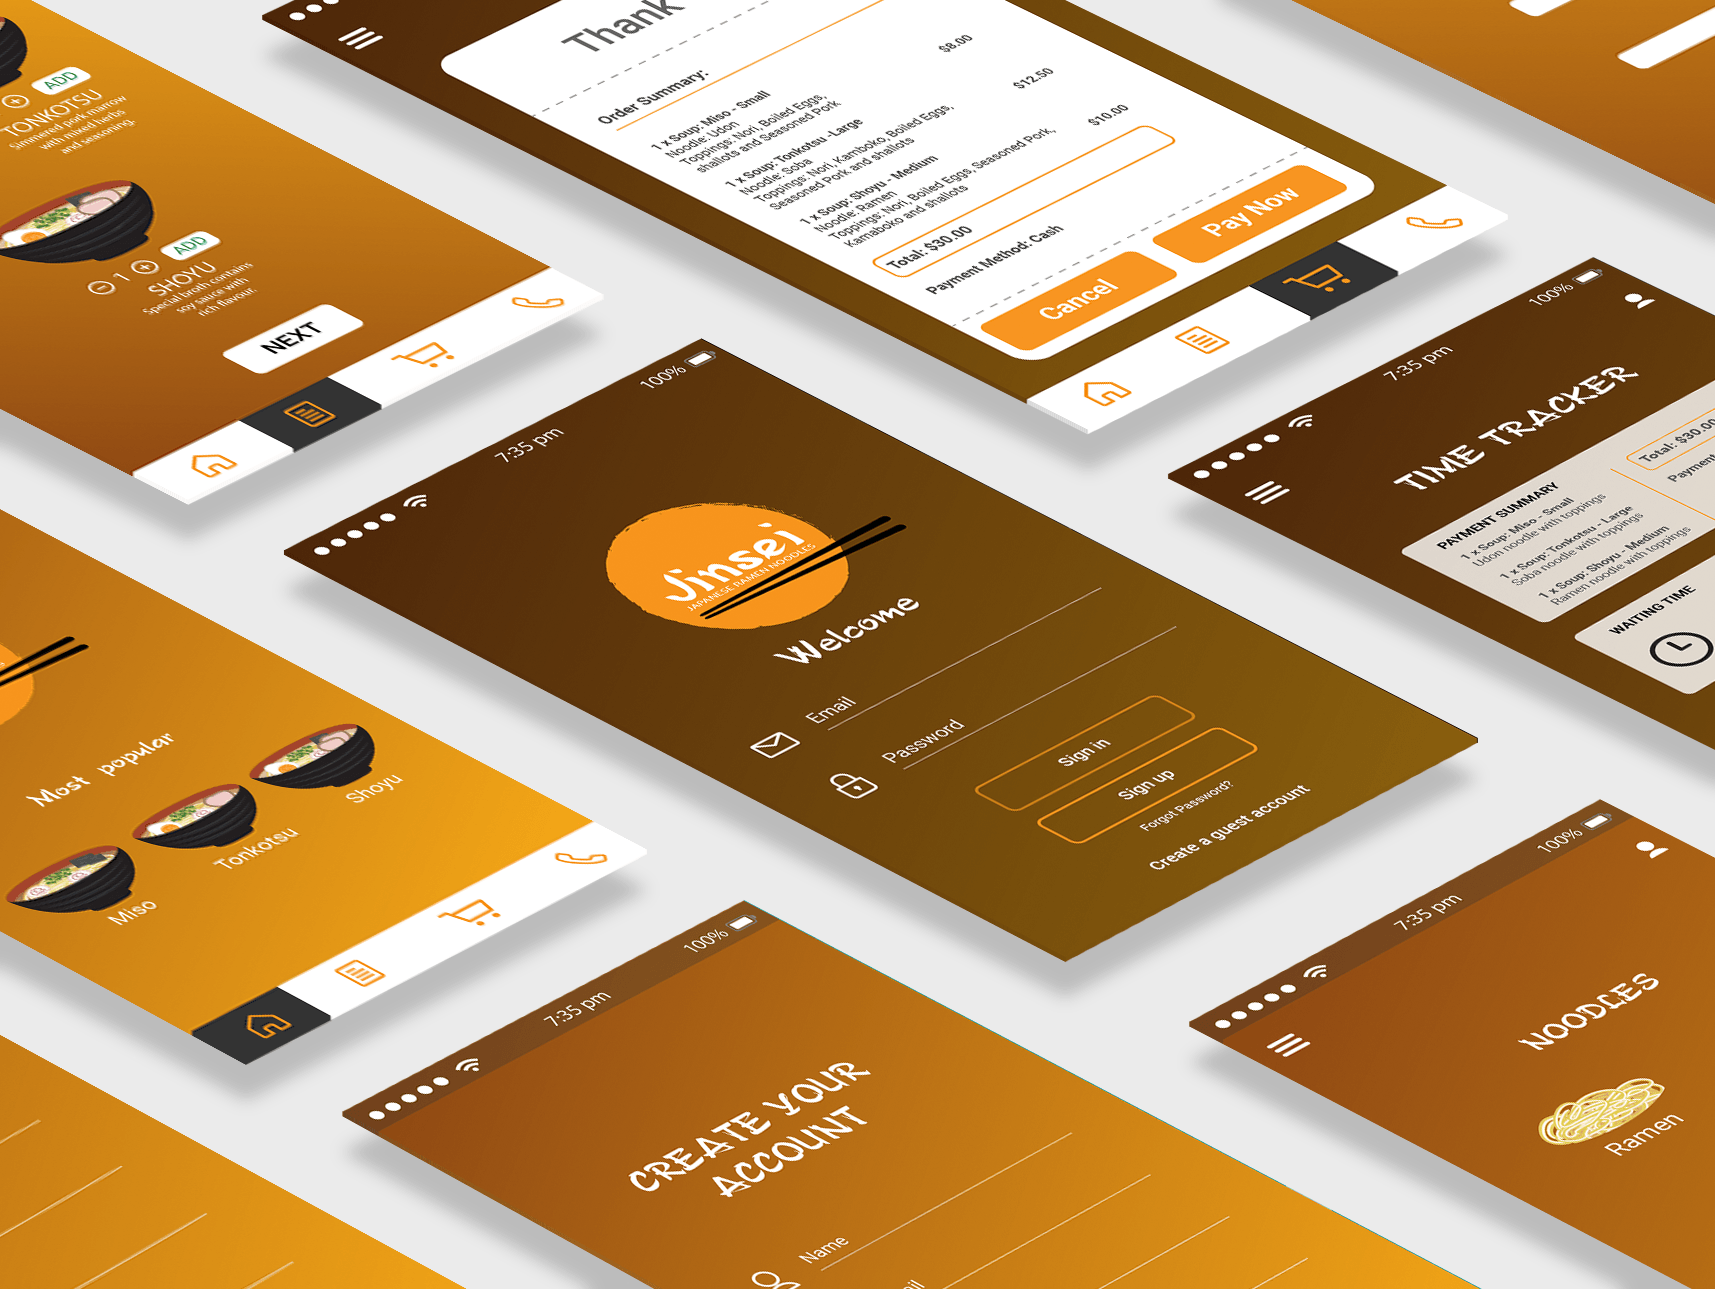 ADD
TONKOTSU
Simmered pork marrow
with mixed herbs
and seasoning.
1
ADD
SHOYU
Special broth contains
soy sauce with
rich flavour.
NEXT
Thank
Order Summary:
1 x Soup: Miso - Small
$8.00
Noodle: Udon
Toppings: Nori, Boiled Eggs,
shallots and Seasoned Pork
1 x Soup: Tonkotsu -Large
$12.50
Noodle: Soba
Toppings: Nori, Kamboko, Boiled Eggs,
Seasoned Pork and shallots
1 x Soup: Shoyu - Medium
$10.00
Noodle: Ramen
Toppings: Nori, Boiled Eggs, Seasoned Pork,
Kamaboko and shallots
Total: $30.00
Payment Method: Cash
Cancel
Pay Now
7:35 pm
100%
Jinsei
JAPANESE RAMEN NOODLES
Welcome
Email
Password
Sign in
Sign up
Forgot Password?
Create a guest account
7:35 pm
100%
TIME TRACKER
PAYMENT SUMMARY
1 x Soup: Miso - Small
Udon noodle with toppings
1 x Soup: Tonkotsu - Large
Soba noodle with toppings
1 x Soup: Shoyu - Medium
Ramen noodle with toppings
Total: $30.00
Payment
WAITING TIME
Most popular
Miso
Tonkotsu
Shoyu
7:35 pm
100%
CREATE YOUR
ACCOUNT
Name
7:35 pm
100%
NOODLES
Ramen